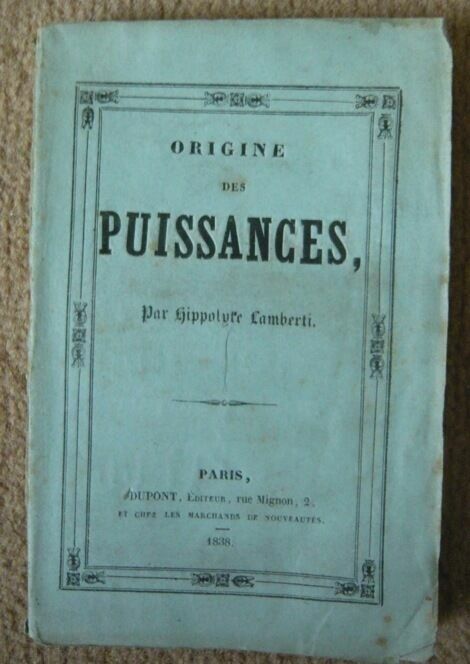 ORIGINE
DES
PUISSANCES,
Par Hippolyte Lamberti.
PARIS,
DUPONT, ÉDITEUR, rue Mignon, 2,
ET CHEZ LES MARCHANDS DE NOUVEAUTÉS.
1838.